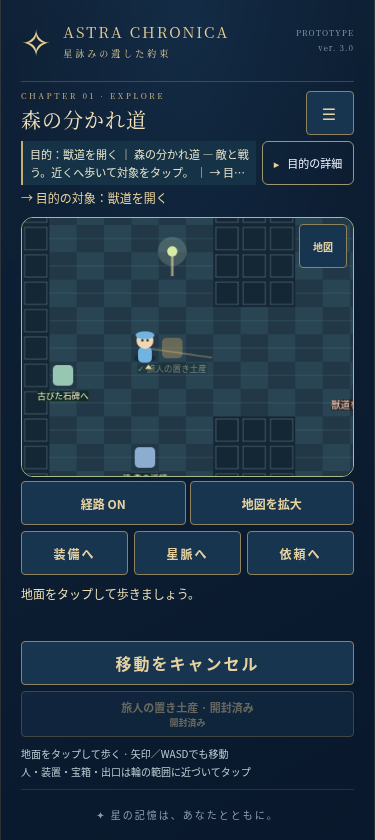 ASTRA CHRONICA
星詠みの遺した約束
PROTOTYPE
ver. 3.0
CHAPTER 01 · EXPLORE
森の分かれ道
☰
目的：獣道を開く ｜ 森の分かれ道 — 敵と戦
う。近くへ歩いて対象をタップ。 ｜ → 目…
▸ 目的の詳細
→ 目的の対象：獣道を開く
地図
✓ 旅人の置き土産
古びた石碑へ
獣道
経路 ON
地図を拡大
装備へ
星脈へ
依頼へ
地面をタップして歩きましょう。
移動をキャンセル
旅人の置き土産 · 開封済み
開封済み
地面をタップして歩く · 矢印／WASDでも移動
人・装置・宝箱・出口は輪の範囲に近づいてタップ
✦ 星の記憶は、あなたとともに。